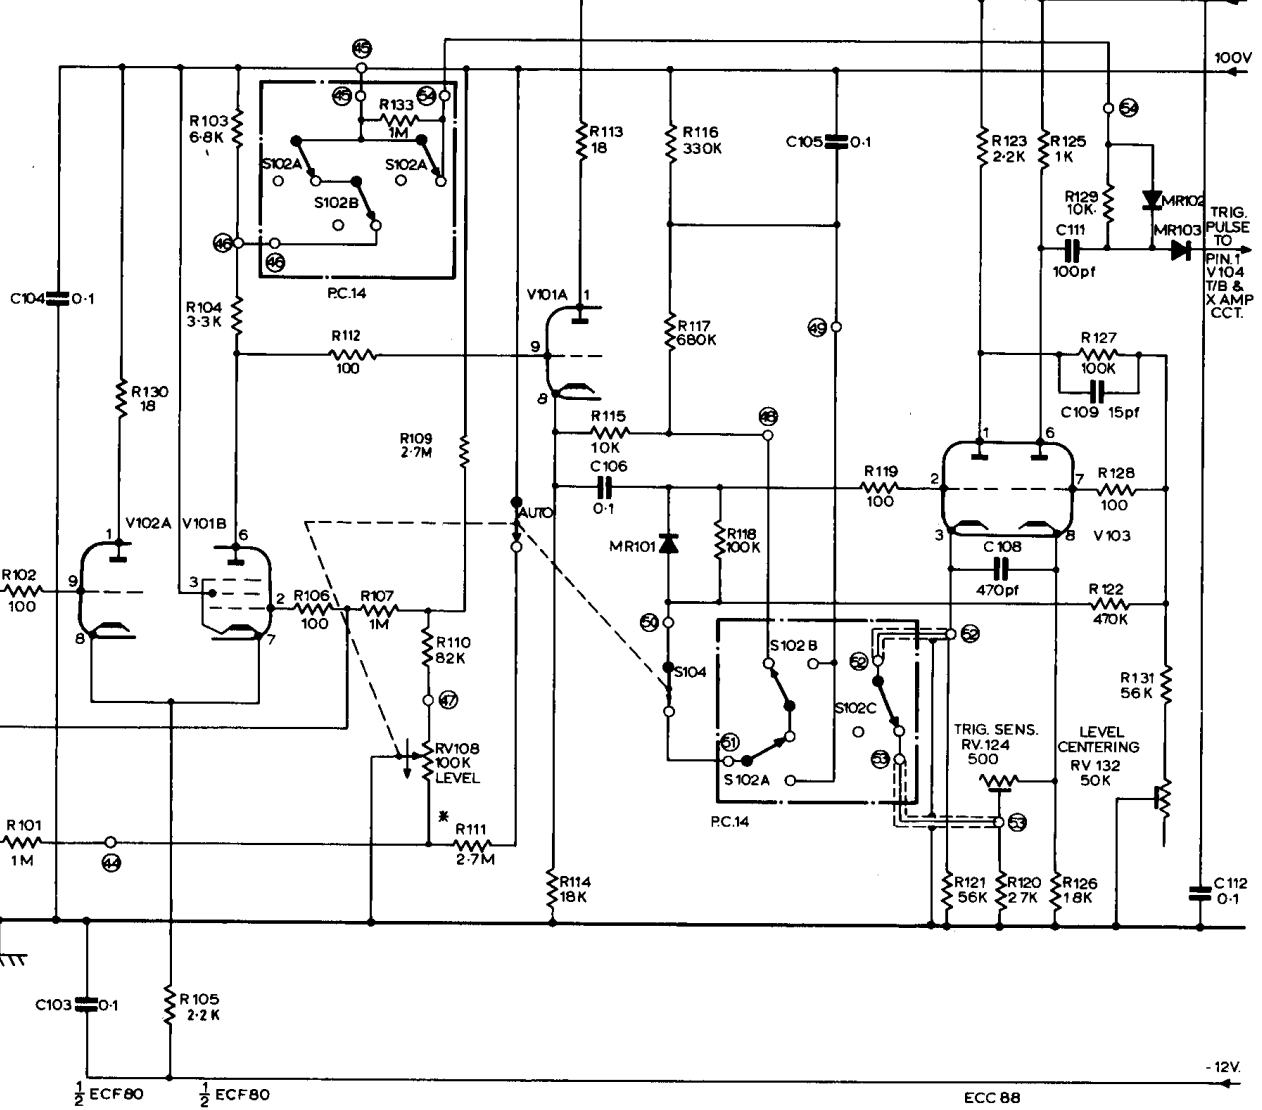 45
100V
45
R133
1M
54
54
R103
6·8K
S102A
S102A
S102B
46
46
P.C.14
R113
18
R116
330K
C105
0·1
R123
2·2K
R125
1K
R129
10K
MR102
C111
100pf
MR103
TRIG.
PULSE
TO
PIN.1
V104
T/B &
X AMP
CCT.
C104
0·1
R104
3·3K
R112
100
V101A
1
9
8
R117
680K
49
R127
100K
C109 15pf
R130
18
R109
2·7M
R115
10K
48
C106
0·1
R119
100
1
6
2
7
3
8
R128
100
V103
C108
470pf
V102A
V101B
1
6
AUTO
MR101
R118
100K
R102
100
9
8
3
2
7
R106
100
R107
1M
R110
82K
47
50
S104
R122
470K
52
52
S102B
S102C
51
S102A
53
53
P.C.14
R131
56K
TRIG. SENS.
RV.124
500
LEVEL
CENTERING
RV 132
50K
RV108
100K
LEVEL
*
R101
1M
44
R111
2·7M
R114
18K
R121
56K
R120
27K
R126
18K
C112
0·1
C103
0·1
R105
2·2K
-12V.
½ ECF80
½ ECF80
ECC 88